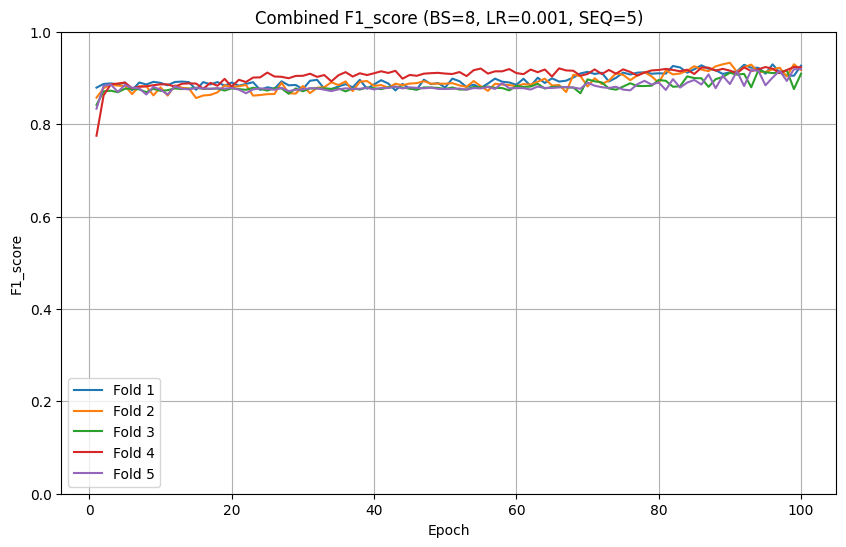 Combined F1_score (BS=8, LR=0.001, SEQ=5)
1.0
0.8
0.6
0.4
0.2
0.0
F1_score
Fold 1
Fold 2
Fold 3
Fold 4
Fold 5
0 20 40 60 80 100
Epoch